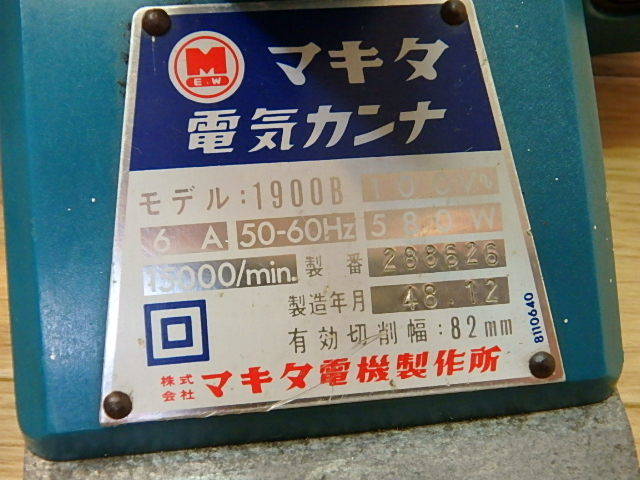 M
E.W
マキタ
電気カンナ
モデル:1900B 100V
6 A. 50-60Hz 580W
15000/min. 製番 288626
製造年月 48.12
有効切削幅:82mm
8110640
株式会社 マキタ電機製作所